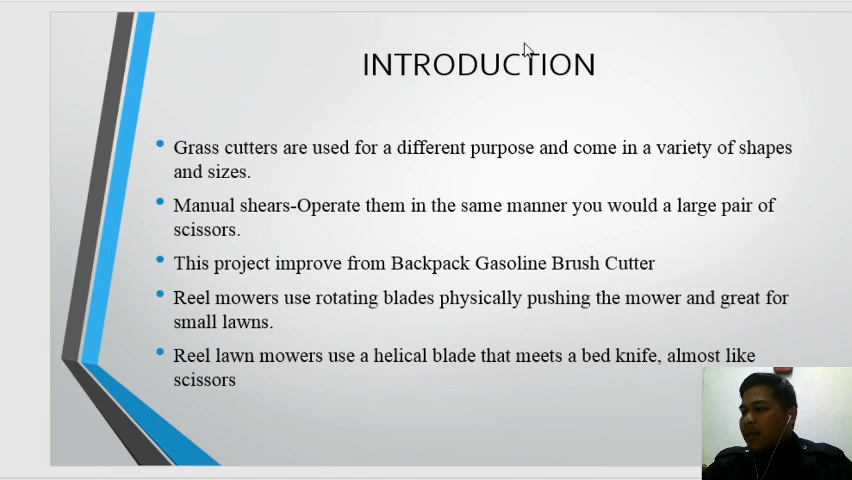 INTRODUCTION
Grass cutters are used for a different purpose and come in a variety of shapes
and sizes.
Manual shears-Operate them in the same manner you would a large pair of
scissors.
This project improve from Backpack Gasoline Brush Cutter
Reel mowers use rotating blades physically pushing the mower and great for
small lawns.
Reel lawn mowers use a helical blade that meets a bed knife, almost like
scissors